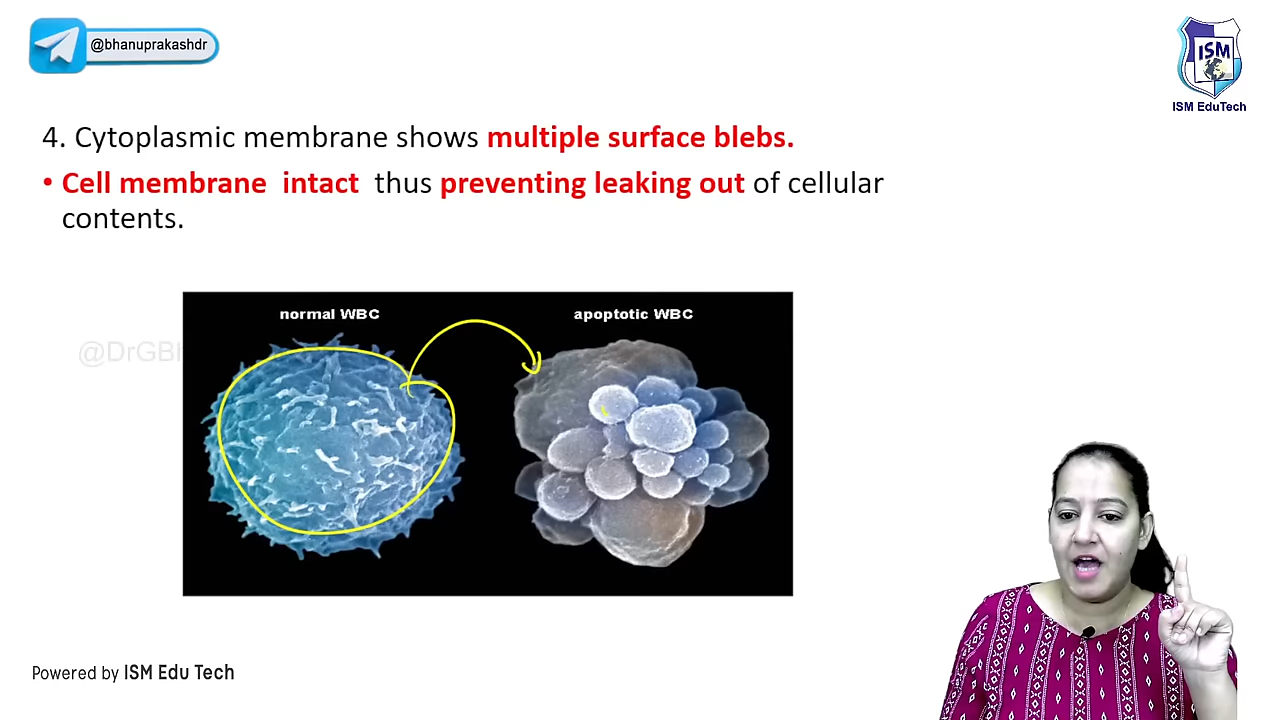 @bhanuprakashdr
ISM
ISM EduTech
4. Cytoplasmic membrane shows multiple surface blebs.
• Cell membrane intact thus preventing leaking out of cellular
contents.
normal WBC
apoptotic WBC
@DrGBh
Powered by ISM Edu Tech